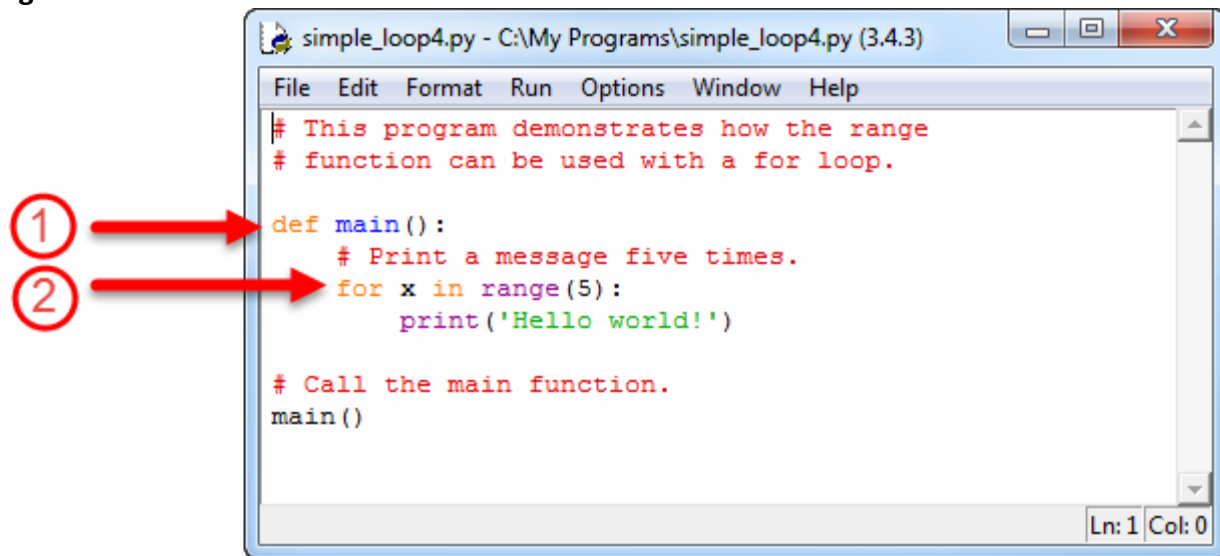 simple_loop4.py - C:\My Programs\simple_loop4.py (3.4.3)
File Edit Format Run Options Window Help
# This program demonstrates how the range
# function can be used with a for loop.
1
def main():
    # Print a message five times.
2
    for x in range(5):
        print('Hello world!')
# Call the main function.
main()
Ln: 1 Col: 0